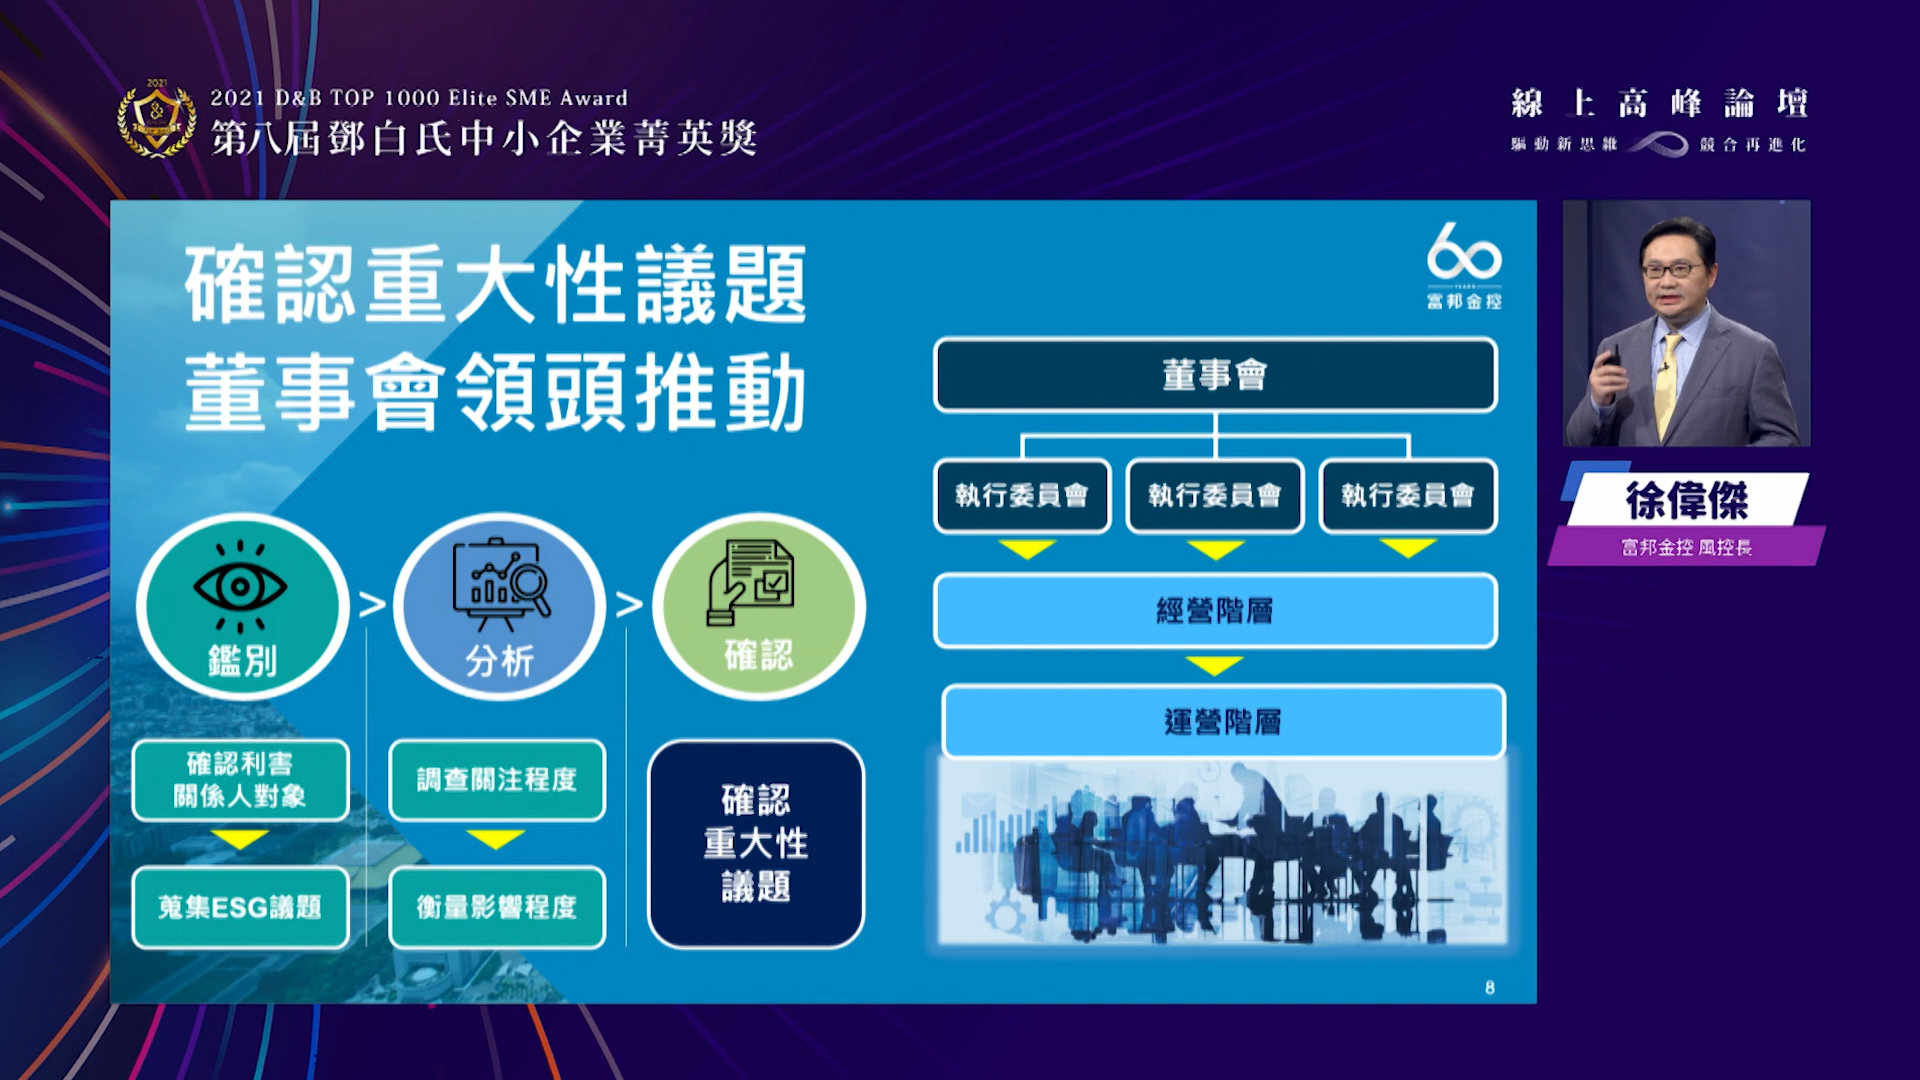 2021
2021 D&B TOP 1000 Elite SME Award
第八屆鄧白氏中小企業菁英獎
線上高峰論壇
驅動新思維 競合再進化
確認重大性議題
董事會領頭推動
60
YEARS
富邦金控
董事會
執行委員會 執行委員會 執行委員會
經營階層
運營階層
鑑別 > 分析 > 確認
確認利害
關係人對象
蒐集ESG議題
調查關注程度
衡量影響程度
確認
重大性
議題
8
徐偉傑
富邦金控 風控長